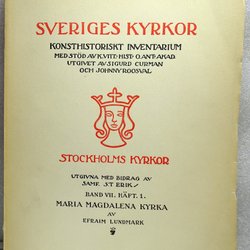 SVERIGES KYRKOR
KONSTHISTORISKT INVENTARIUM
MED STÖD AV K.VITT. HIST. O. ANT. AKAD.
UTGIVET AV SIGURD CURMAN
OCH JOHNNY ROOSVAL
STOCKHOLMS KYRKOR
UTGIVNA MED BIDRAG AV
SAMF. S:T ERIK
BAND VII. HÄFT. 1.
MARIA MAGDALENA KYRKA
AV
EFRAIM LUNDMARK